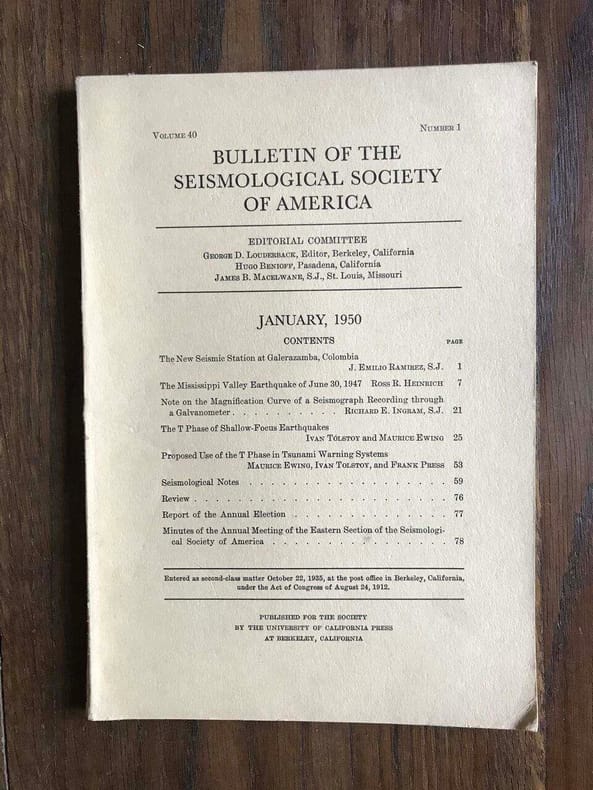 Volume 40 Number 1
BULLETIN OF THE
SEISMOLOGICAL SOCIETY
OF AMERICA
EDITORIAL COMMITTEE
George D. Louderback, Editor, Berkeley, California
Hugo Benioff, Pasadena, California
James B. Macelwane, S.J., St. Louis, Missouri
JANUARY, 1950
CONTENTS PAGE
The New Seismic Station at Galerazamba, Colombia
J. Emilio Ramirez, S.J. 1
The Mississippi Valley Earthquake of June 30, 1947 Ross R. Heinrich 7
Note on the Magnification Curve of a Seismograph Recording through
a Galvanometer . . . . . . . . . . Richard E. Ingram, S.J. 21
The T Phase of Shallow-Focus Earthquakes
Ivan Tolstoy and Maurice Ewing 25
Proposed Use of the T Phase in Tsunami Warning Systems
Maurice Ewing, Ivan Tolstoy, and Frank Press 53
Seismological Notes . . . . . . . . . . . . . . . . . . . 59
Review . . . . . . . . . . . . . . . . . . . . . . . . 76
Report of the Annual Election . . . . . . . . . . . . . . . 77
Minutes of the Annual Meeting of the Eastern Section of the Seismologi-
cal Society of America . . . . . . . . . . . . . . . . . 78
Entered as second-class matter October 22, 1935, at the post office in Berkeley, California,
under the Act of Congress of August 24, 1912.
PUBLISHED FOR THE SOCIETY
BY THE UNIVERSITY OF CALIFORNIA PRESS
AT BERKELEY, CALIFORNIA